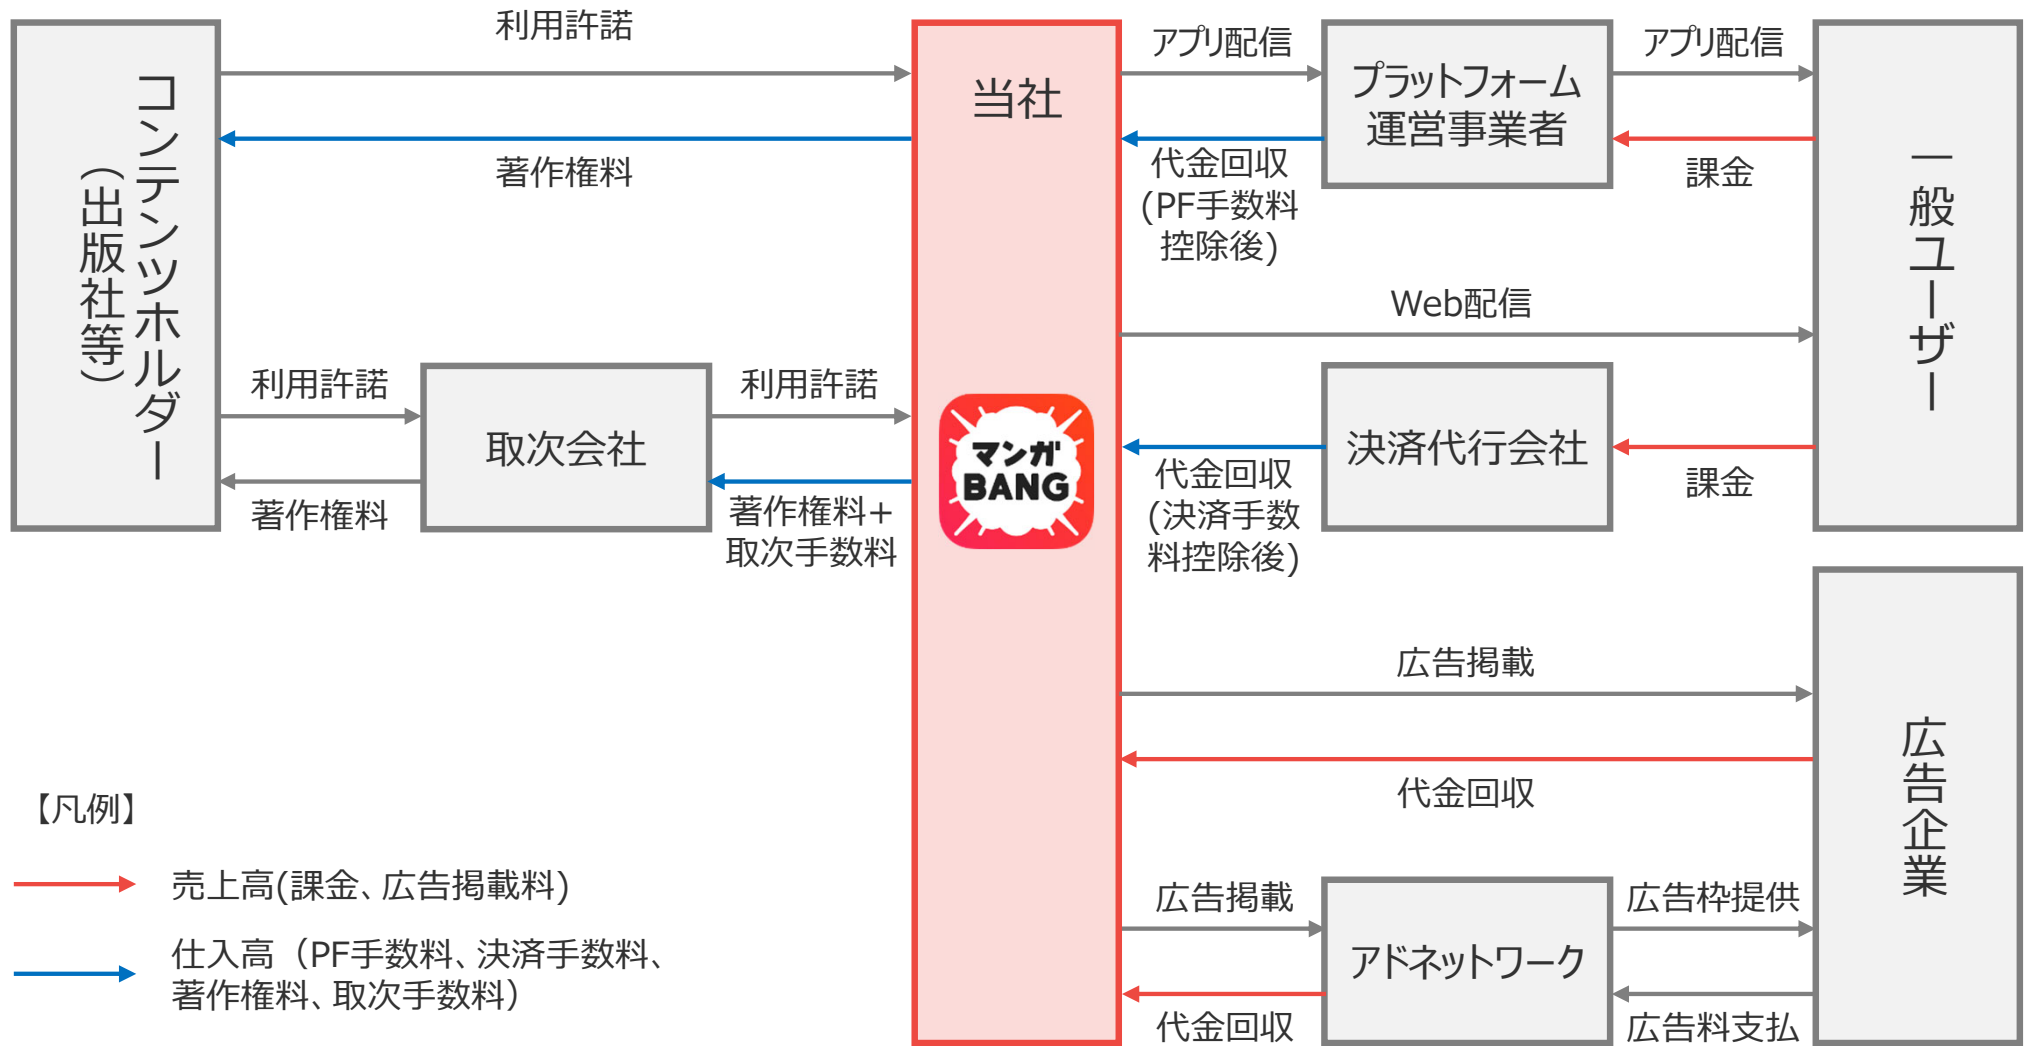 コンテンツホルダー
（出版社等）
利用許諾
著作権料
利用許諾
著作権料
取次会社
利用許諾
著作権料＋
取次手数料
当社
マンガ
BANG
アプリ配信
代金回収
(PF手数料
控除後)
プラットフォーム
運営事業者
アプリ配信
課金
Web配信
代金回収
(決済手数
料控除後)
決済代行会社
課金
一般ユーザー
広告掲載
代金回収
広告掲載
代金回収
アドネットワーク
広告枠提供
広告料支払
広告企業
【凡例】
売上高(課金、広告掲載料)
仕入高（PF手数料、決済手数料、
著作権料、取次手数料）